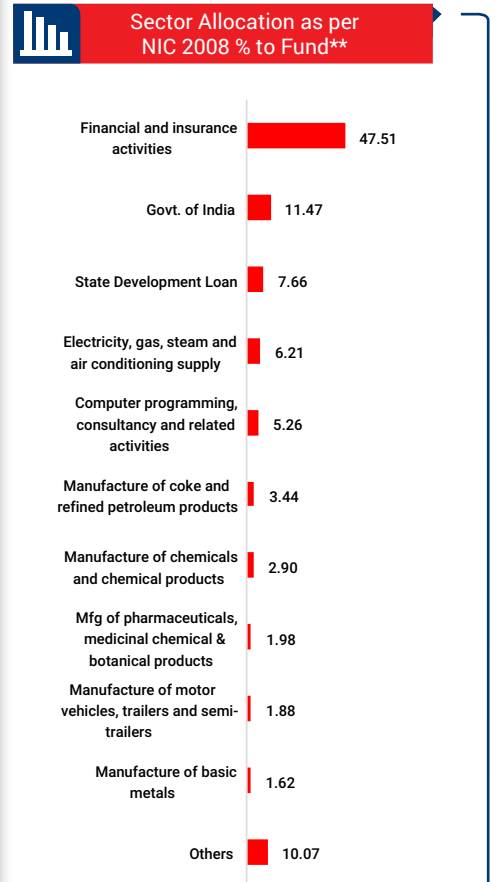 Sector Allocation as per
NIC 2008 % to Fund**
Financial and insurance
activities
47.51
Govt. of India
11.47
State Development Loan
7.66
Electricity, gas, steam and
air conditioning supply
6.21
Computer programming,
consultancy and related
activities
5.26
Manufacture of coke and
refined petroleum products
3.44
Manufacture of chemicals
and chemical products
2.90
Mfg of pharmaceuticals,
medicinal chemical &
botanical products
1.98
Manufacture of motor
vehicles, trailers and semi-
trailers
1.88
Manufacture of basic
metals
1.62
Others
10.07